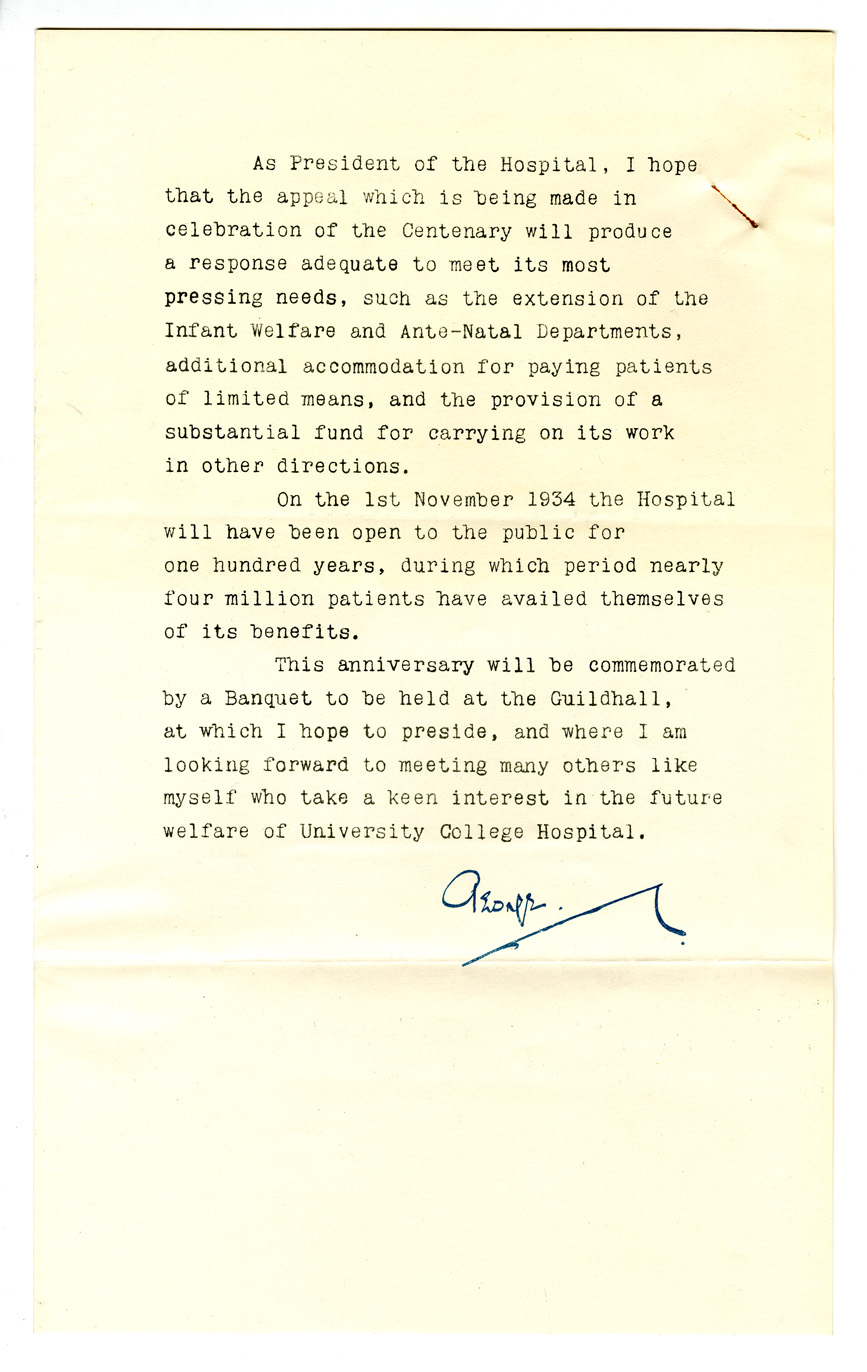 As President of the Hospital, I hope
that the appeal which is being made in
celebration of the Centenary will produce
a response adequate to meet its most
pressing needs, such as the extension of the
Infant Welfare and Ante-Natal Departments,
additional accommodation for paying patients
of limited means, and the provision of a
substantial fund for carrying on its work
in other directions.
On the 1st November 1934 the Hospital
will have been open to the public for
one hundred years, during which period nearly
four million patients have availed themselves
of its benefits.
This anniversary will be commemorated
by a Banquet to be held at the Guildhall,
at which I hope to preside, and where I am
looking forward to meeting many others like
myself who take a keen interest in the future
welfare of University College Hospital.
George.